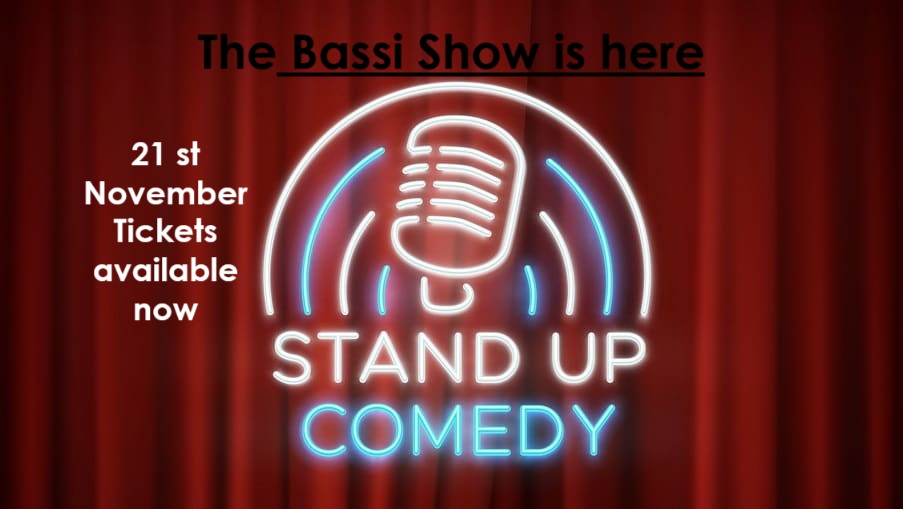 The Bassi Show is here
21 st
November
Tickets
available
now
STAND UP
COMEDY